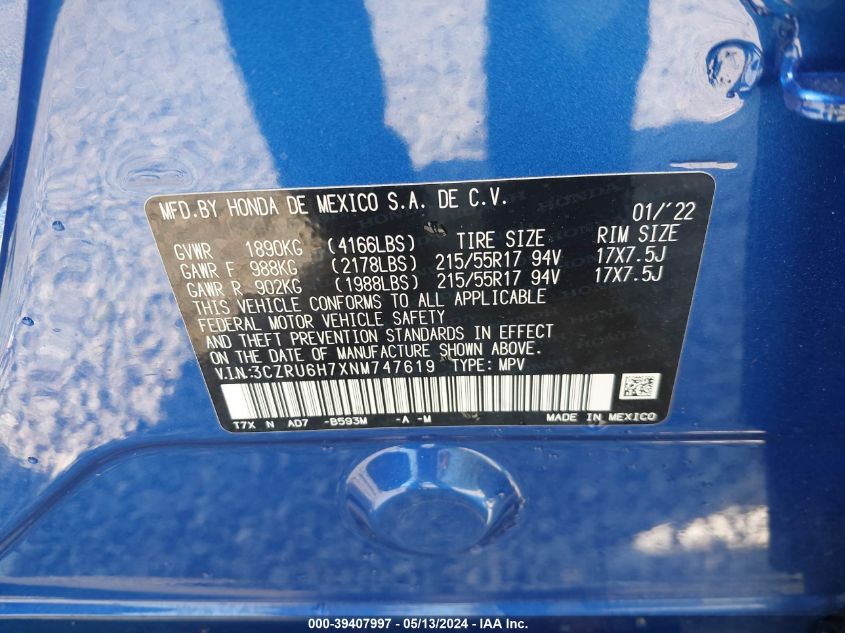 MFD.BY HONDA DE MEXICO S.A. DE C.V. 01/'22
GVWR 1890KG (4166LBS) TIRE SIZE RIM SIZE
GAWR F 988KG (2178LBS) 215/55R17 94V 17X7.5J
GAWR R 902KG (1988LBS) 215/55R17 94V 17X7.5J
THIS VEHICLE CONFORMS TO ALL APPLICABLE
FEDERAL MOTOR VEHICLE SAFETY
AND THEFT PREVENTION STANDARDS IN EFFECT
ON THE DATE OF MANUFACTURE SHOWN ABOVE.
V.I.N.:3CZRU6H7XNM747619 TYPE: MPV
T7X N AD7 -B593M -A -M MADE IN MEXICO
000-39407997 - 05/13/2024 - Copyright © 2024 IAA, Inc.